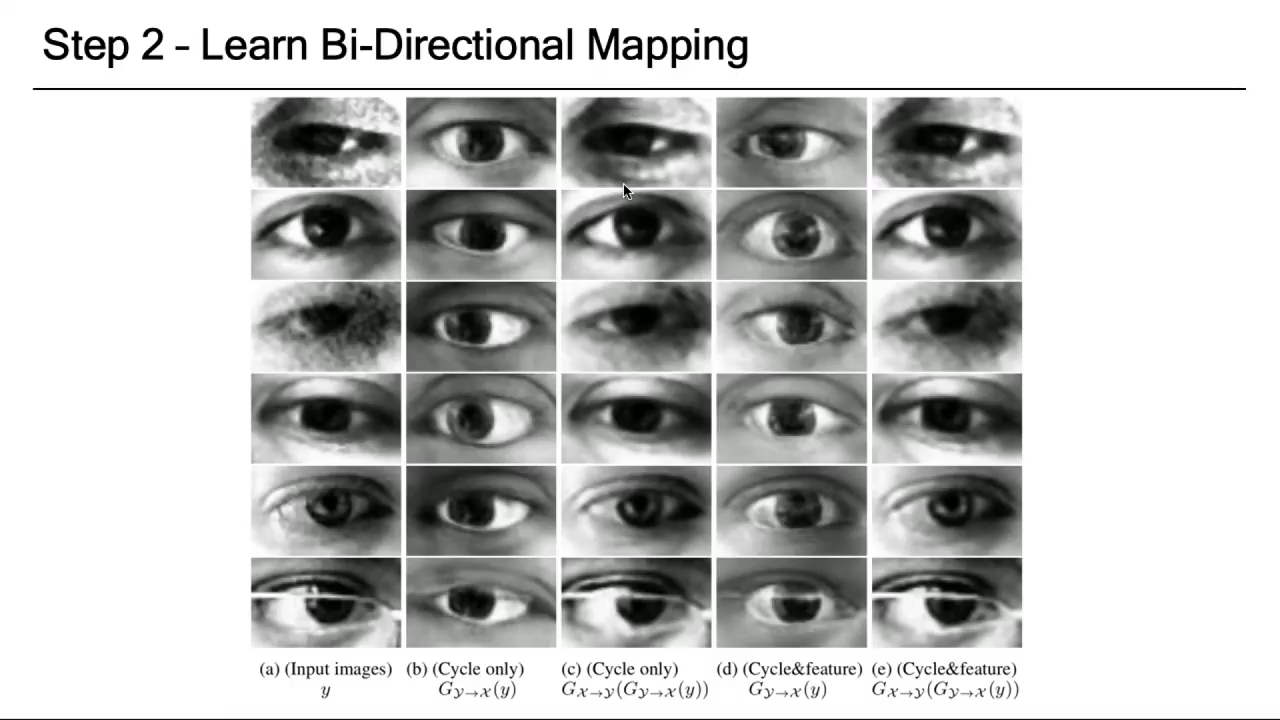 Step 2 – Learn Bi-Directional Mapping
(a) (Input images) (b) (Cycle only) (c) (Cycle only) (d) (Cycle&feature) (e) (Cycle&feature)
y G𝒴→𝒳(y) G𝒳→𝒴(G𝒴→𝒳(y)) G𝒴→𝒳(y) G𝒳→𝒴(G𝒴→𝒳(y))